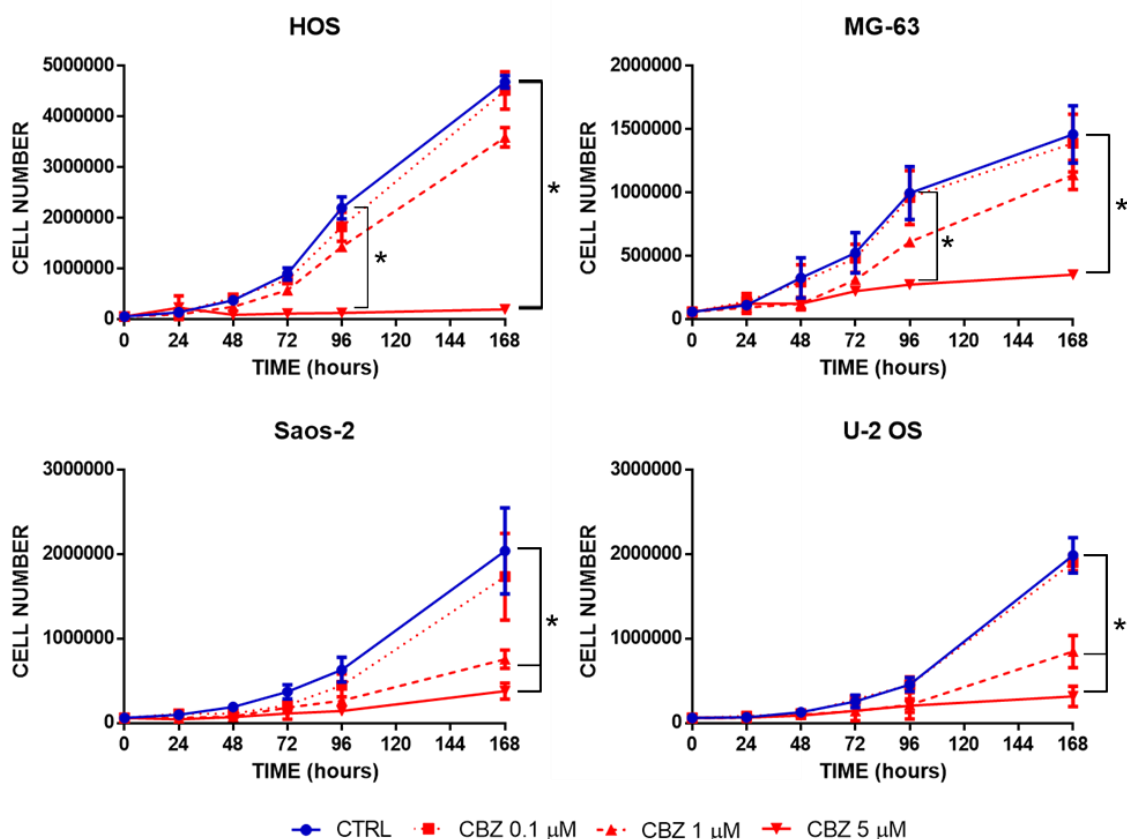 HOS
CELL NUMBER
5000000
4000000
3000000
2000000
1000000
0
*
*
0 24 48 72 96 120 144 168
TIME (hours)
MG-63
CELL NUMBER
2000000
1500000
1000000
500000
0
*
*
0 24 48 72 96 120 144 168
TIME (hours)
Saos-2
CELL NUMBER
3000000
2000000
1000000
0
*
0 24 48 72 96 120 144 168
TIME (hours)
U-2 OS
CELL NUMBER
3000000
2000000
1000000
0
*
0 24 48 72 96 120 144 168
TIME (hours)
CTRL CBZ 0.1 μM CBZ 1 μM CBZ 5 μM